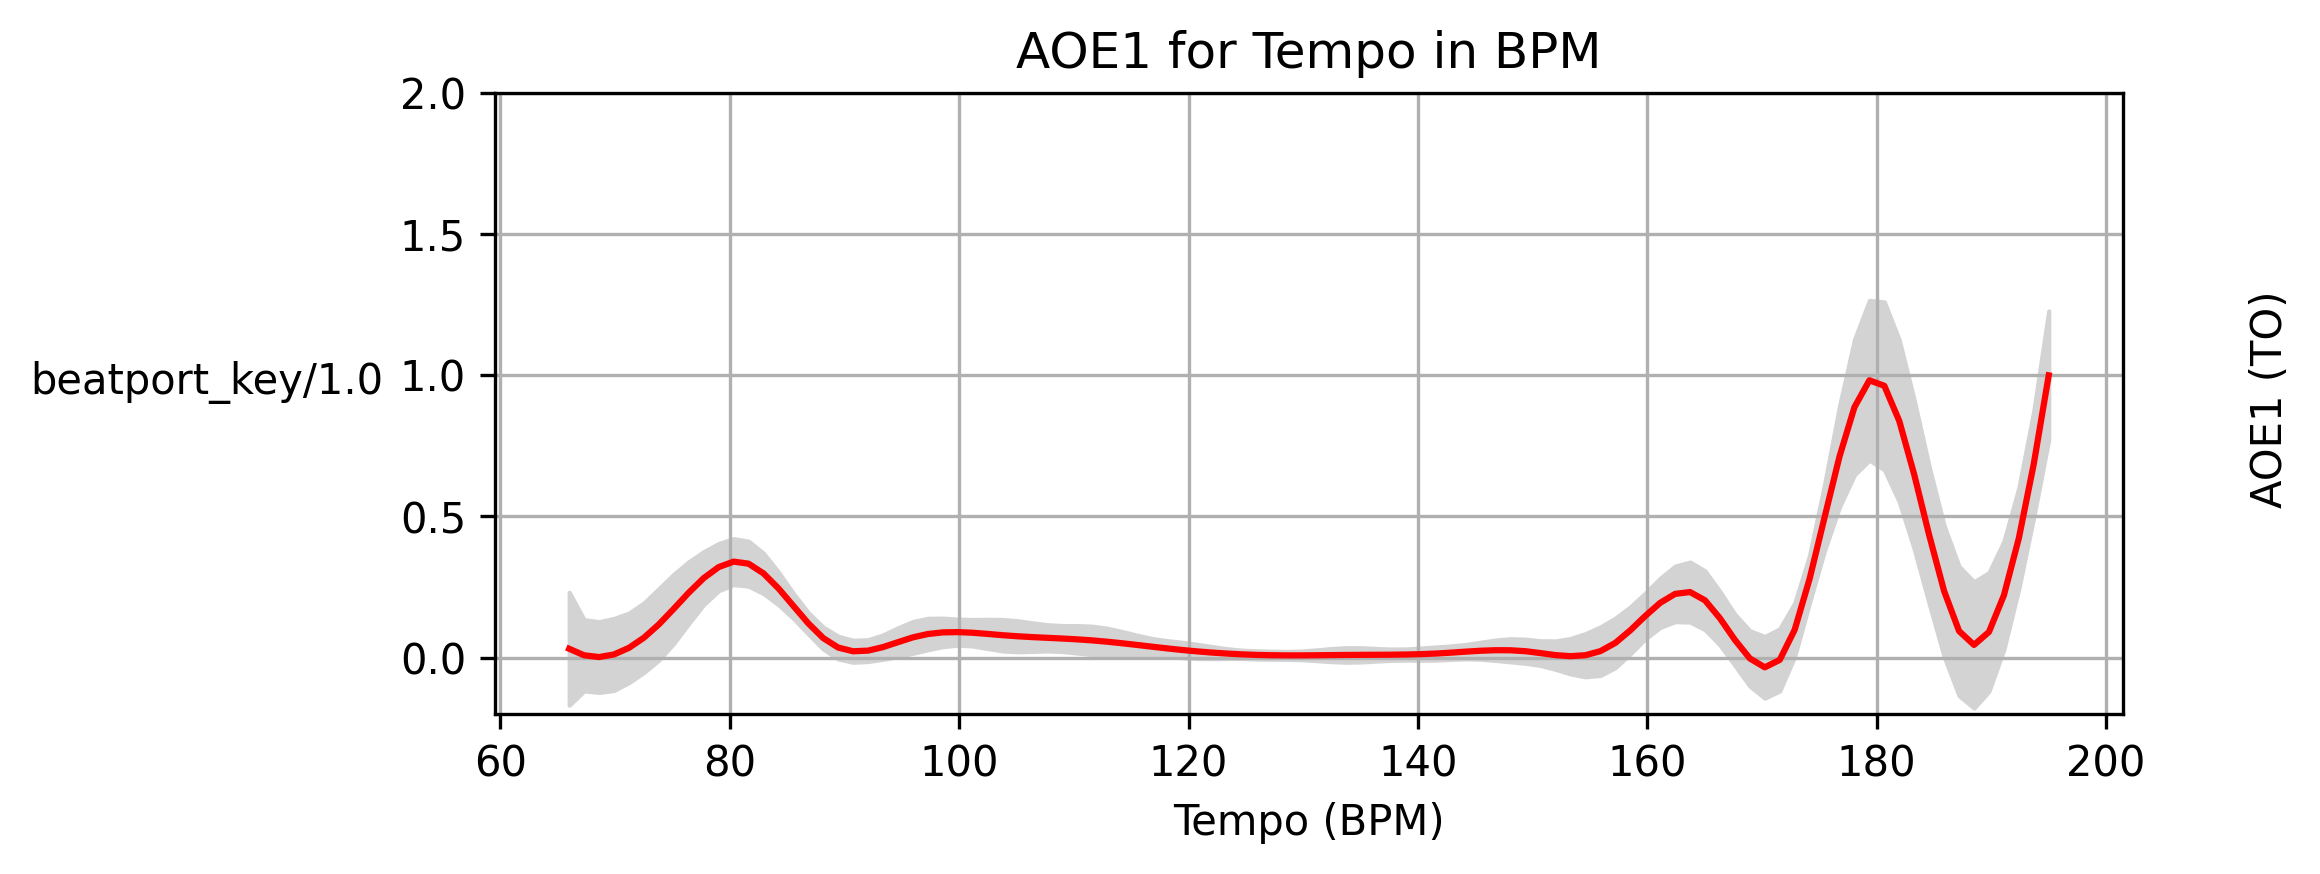 AOE1 for Tempo in BPM
2.0
1.5
beatport_key/1.0 1.0
0.5
0.0
60 80 100 120 140 160 180 200
Tempo (BPM)
AOE1 (TO)